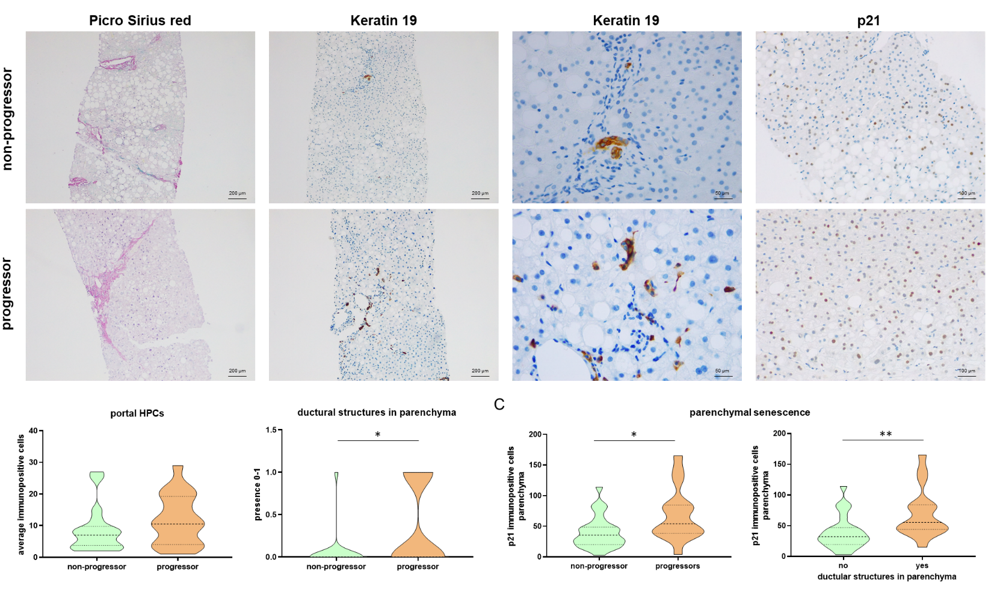 Picro Sirius red
Keratin 19
Keratin 19
p21
non-progressor
200 µm
200 µm
50 µm
100 µm
progressor
200 µm
200 µm
50 µm
100 µm
C
portal HPCs
ductural structures in parenchyma
parenchymal senescence
average immunopositive cells
40
30
20
10
0
non-progressor
progressor
presence 0-1
1.5
1.0
0.5
0.0
non-progressor
progressor
*
p21 immunopositive cells
parenchyma
200
150
100
50
0
non-progressor
progressors
*
p21 immunopositive cells
parenchyma
200
150
100
50
0
no
yes
**
ductular structures in parenchyma